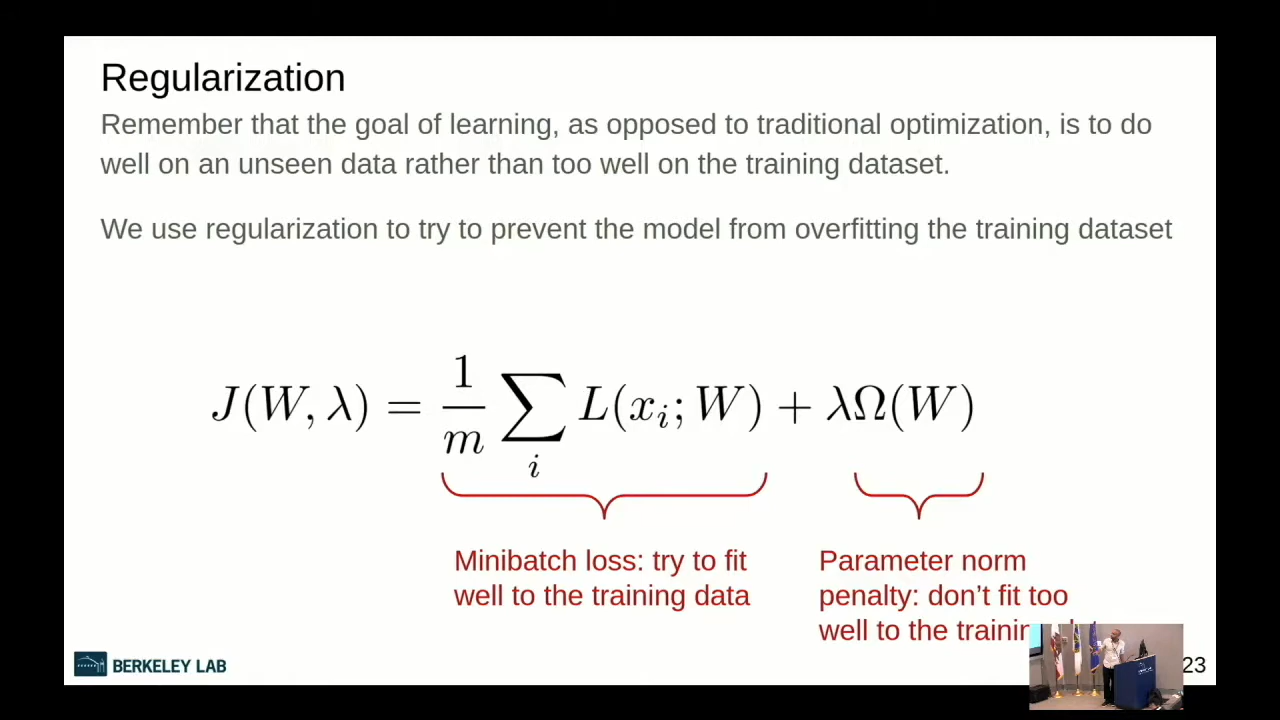 Regularization
Remember that the goal of learning, as opposed to traditional optimization, is to do
well on an unseen data rather than too well on the training dataset.
We use regularization to try to prevent the model from overfitting the training dataset
J(W, λ) = 1/m ∑_i L(x_i; W) + λΩ(W)
Minibatch loss: try to fit
well to the training data
Parameter norm
penalty: don’t fit too
well to the
BERKELEY LAB
23